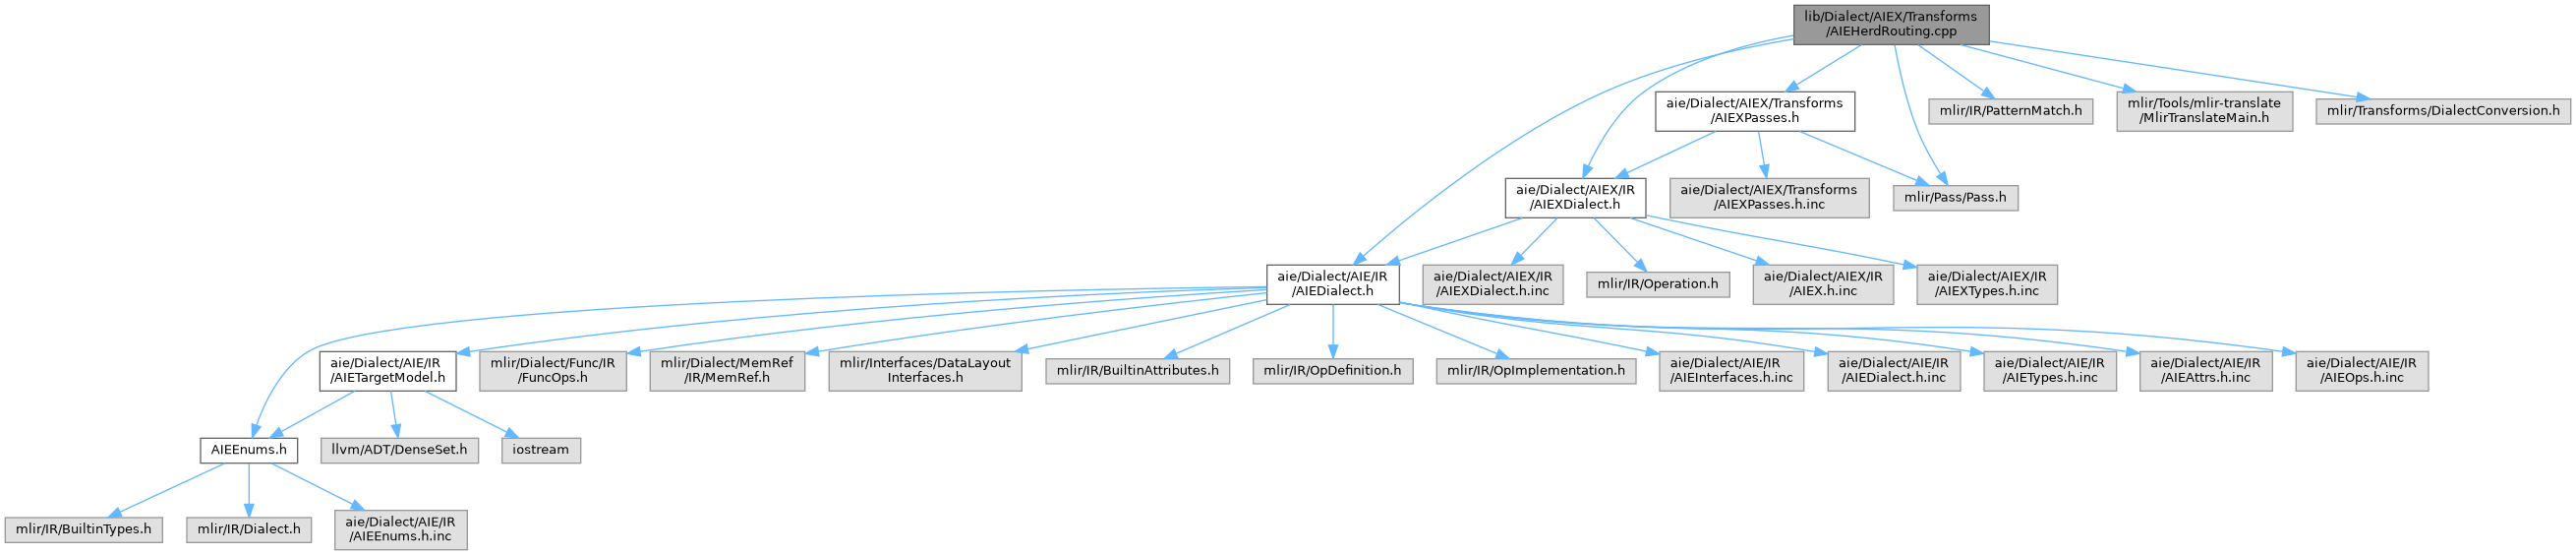 lib/Dialect/AIEX/Transforms
/AIEHerdRouting.cpp
aie/Dialect/AIEX/Transforms
/AIEXPasses.h
mlir/IR/PatternMatch.h
mlir/Tools/mlir-translate
/MlirTranslateMain.h
mlir/Transforms/DialectConversion.h
aie/Dialect/AIEX/IR
/AIEXDialect.h
aie/Dialect/AIEX/Transforms
/AIEXPasses.h.inc
mlir/Pass/Pass.h
aie/Dialect/AIE/IR
/AIEDialect.h
aie/Dialect/AIEX/IR
/AIEXDialect.h.inc
mlir/IR/Operation.h
aie/Dialect/AIEX/IR
/AIEX.h.inc
aie/Dialect/AIEX/IR
/AIEXTypes.h.inc
aie/Dialect/AIE/IR
/AIETargetModel.h
mlir/Dialect/Func/IR
/FuncOps.h
mlir/Dialect/MemRef
/IR/MemRef.h
mlir/Interfaces/DataLayout
Interfaces.h
mlir/IR/BuiltinAttributes.h
mlir/IR/OpDefinition.h
mlir/IR/OpImplementation.h
aie/Dialect/AIE/IR
/AIEInterfaces.h.inc
aie/Dialect/AIE/IR
/AIEDialect.h.inc
aie/Dialect/AIE/IR
/AIETypes.h.inc
aie/Dialect/AIE/IR
/AIEAttrs.h.inc
aie/Dialect/AIE/IR
/AIEOps.h.inc
AIEEnums.h
llvm/ADT/DenseSet.h
iostream
mlir/IR/BuiltinTypes.h
mlir/IR/Dialect.h
aie/Dialect/AIE/IR
/AIEEnums.h.inc